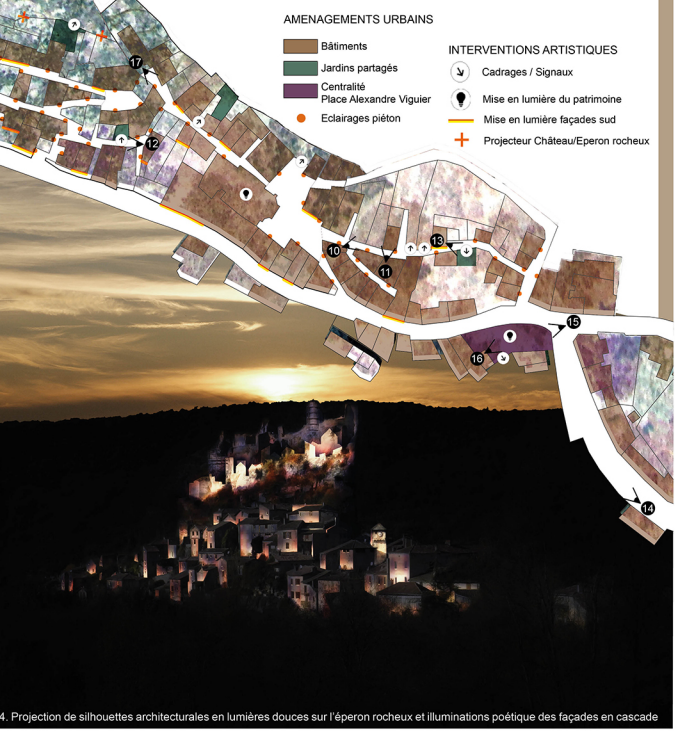 AMENAGEMENTS URBAINS
Bâtiments
Jardins partagés
Centralité
Place Alexandre Viguier
Eclairages piéton
INTERVENTIONS ARTISTIQUES
Cadrages / Signaux
Mise en lumière du patrimoine
Mise en lumière façades sud
Projecteur Château/Eperon rocheux
17
12
10
11
13
15
16
14
4. Projection de silhouettes architecturales en lumières douces sur l'éperon rocheux et illuminations poétique des façades en cascade